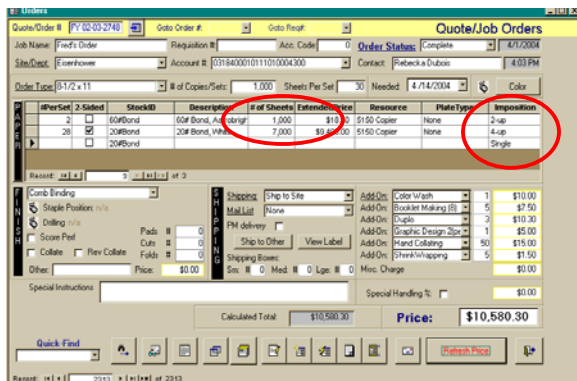 Orders
Quote/Order # FY 02-03-2748 Goto Order #: Goto Req#: Quote/Job Orders
Job Name: Fred's Order Requisition #: Acc. Code: 0 Order Status: Complete 4/1/2004
Site/Dept: Eisenhower Account #: 0318400010111010004300 Contact: Rebecka Dubois 4:03 PM
Order Type: 8-1/2 x 11 # of Copies/Sets: 1,000 Sheets Per Set: 30 Needed: 4/14/2004 Color
PAPER
#PerSet 2-Sided StockID Description # of Sheets ExtendedPrice Resource PlateType Imposition
2 60#Bond 60# Bond, 1,000 5150 Copier None 2-up
28 20#Bond 20# Bond, 7,000 5150 Copier None 4-up
20#Bond Single
Record: 3 of 3
FINISH
Comb Binding
Staple Position: n/a
Drilling n/a
Score Perf
Collate Rev Collate
Pads # 0
Cuts # 0
Folds # 0
Other: Price: $0.00
SHIPPING
Shipping: Ship to Site
Mail List None
PM delivery
Ship to Other View Label
Shipping Boxes:
Sm: # 0 Med: # 0 Lge: # 0
Add-On: Color Wash 1 $10.00
Add-On: Booklet Making (8) 5 $7.50
Add-On: Duplo 3 $10.30
Add-On: Graphic Design 2(pe 1 $5.00
Add-On: Hand Collating 50 $15.00
Add-On: ShrinkWrapping 5 $1.50
Misc. Charge $0.00
Special Instructions
Special Handling %: $0.00
Calculated Total: $10,580.30 Price: $10,580.30
Quick-Find
Refresh Price
Record: 2313 of 2313